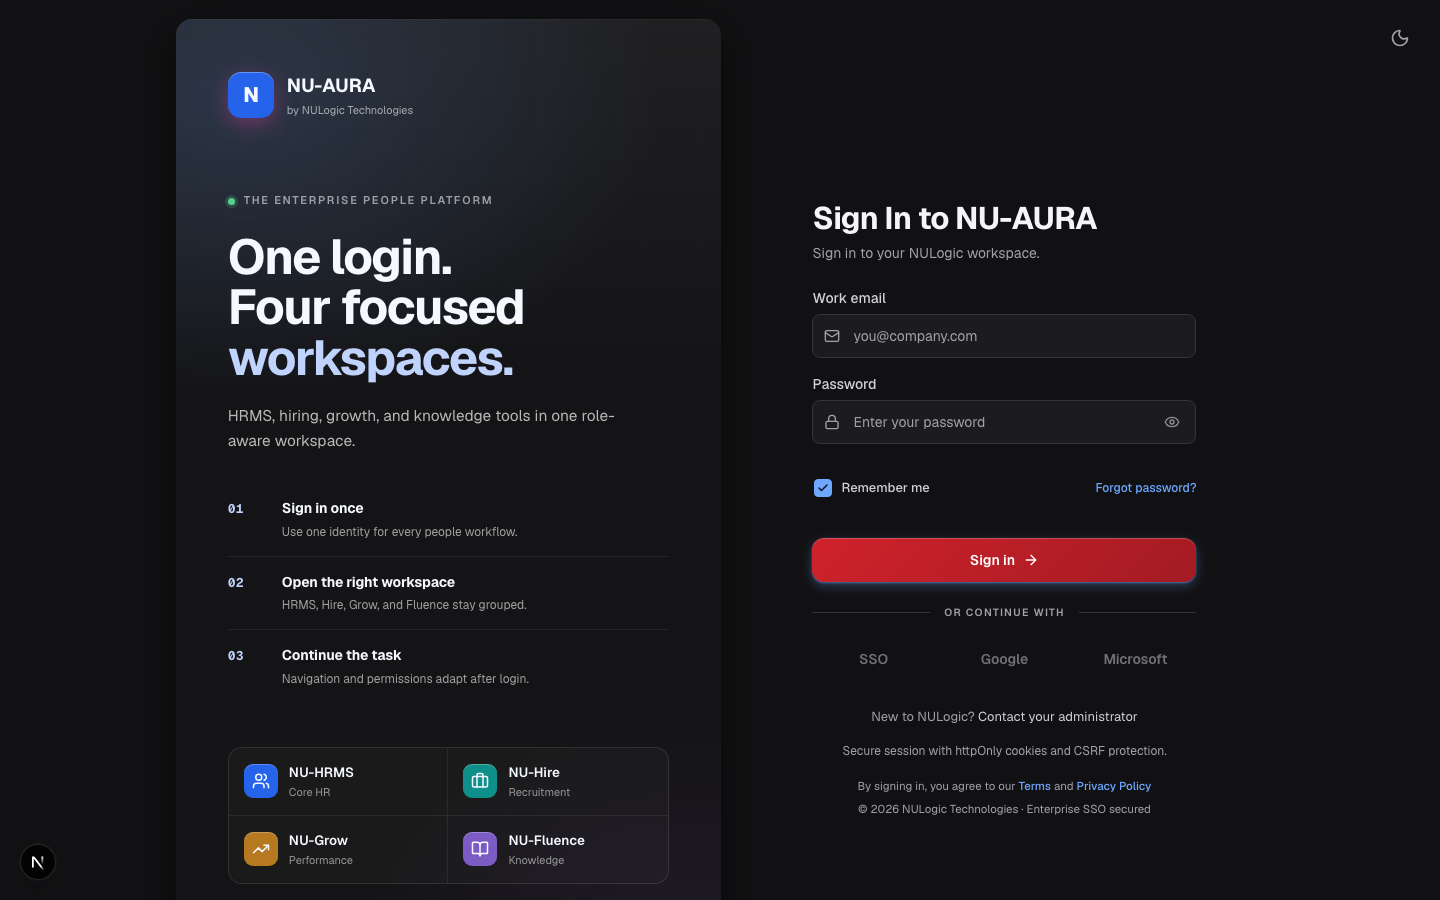 N
NU-AURA
by NULogic Technologies
THE ENTERPRISE PEOPLE PLATFORM
One login.
Four focused
workspaces.
HRMS, hiring, growth, and knowledge tools in one role-
aware workspace.
01
Sign in once
Use one identity for every people workflow.
02
Open the right workspace
HRMS, Hire, Grow, and Fluence stay grouped.
03
Continue the task
Navigation and permissions adapt after login.
NU-HRMS
Core HR
NU-Hire
Recruitment
NU-Grow
Performance
NU-Fluence
Knowledge
N
Sign In to NU-AURA
Sign in to your NULogic workspace.
Work email
you@company.com
Password
Enter your password
Remember me
Forgot password?
Sign in
OR CONTINUE WITH
SSO
Google
Microsoft
New to NULogic? Contact your administrator
Secure session with httpOnly cookies and CSRF protection.
By signing in, you agree to our Terms and Privacy Policy
© 2026 NULogic Technologies · Enterprise SSO secured